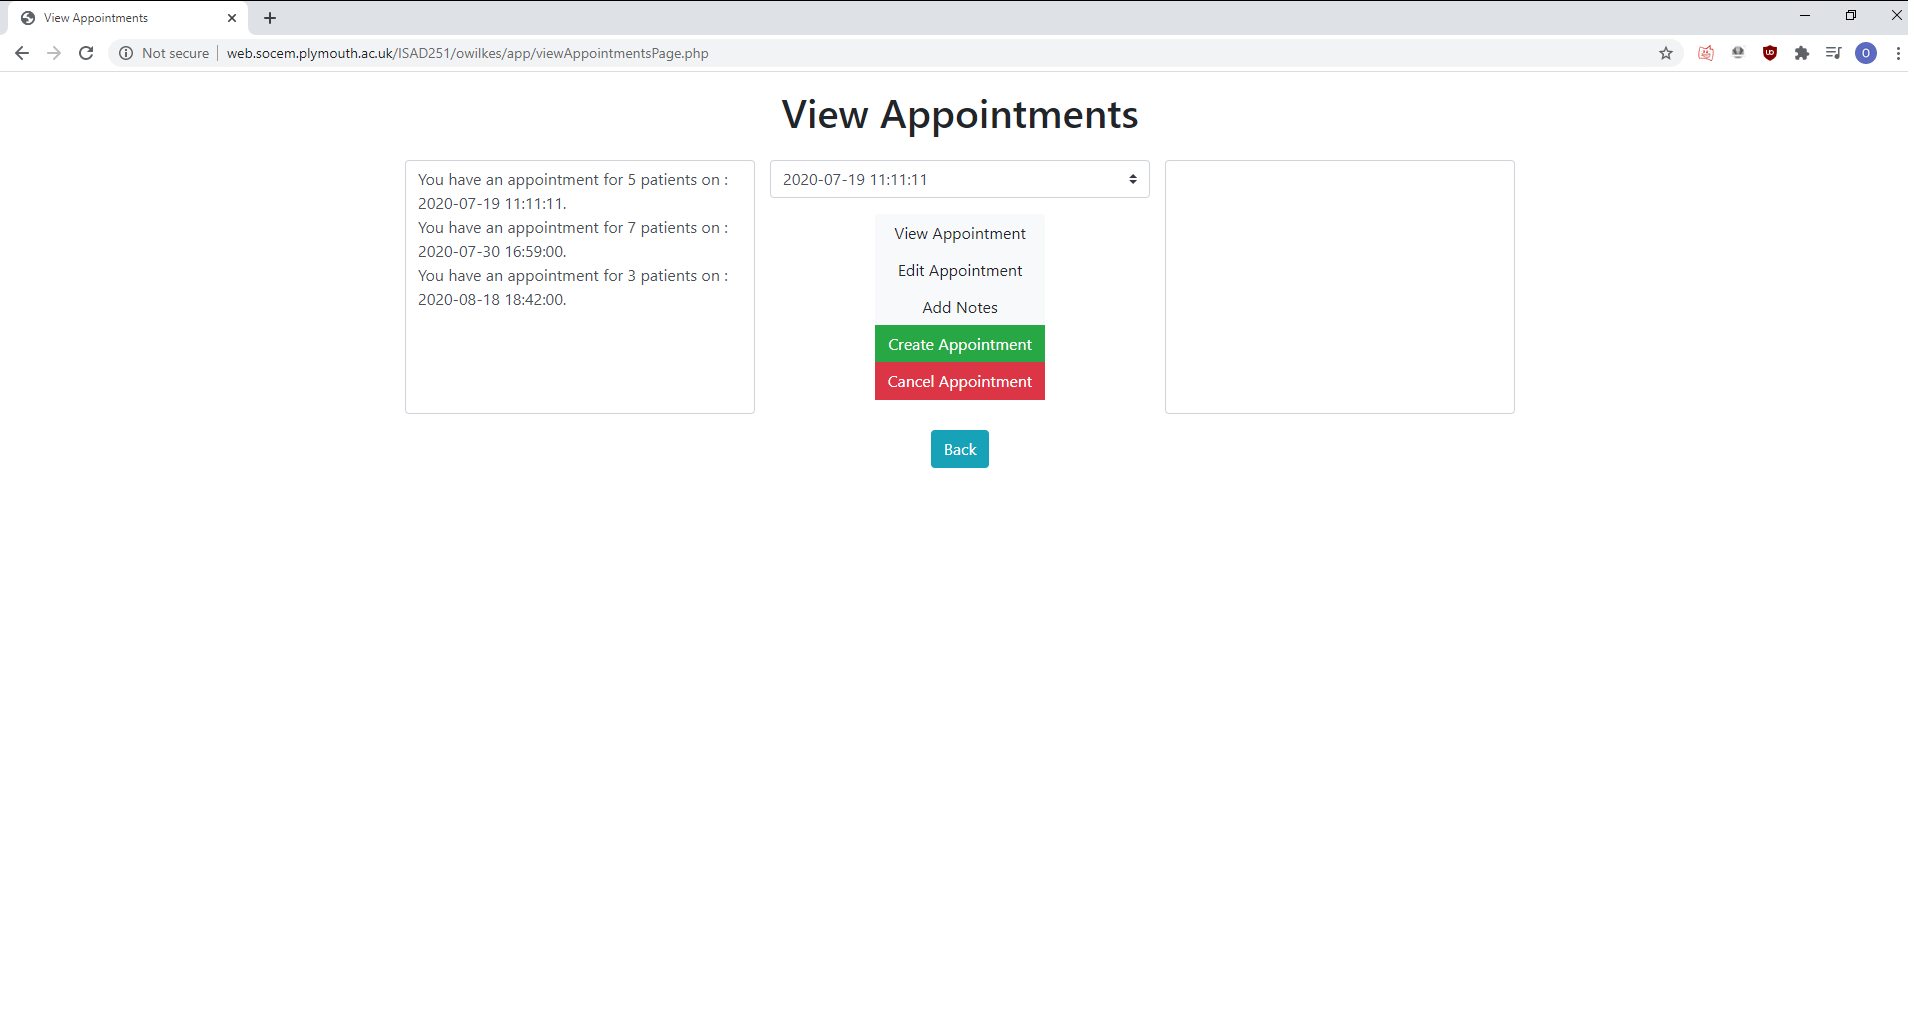 View Appointments
Not secure
web.socem.plymouth.ac.uk/ISAD251/owilkes/app/viewAppointmentsPage.php
O
View Appointments
You have an appointment for 5 patients on :
2020-07-19 11:11:11.
You have an appointment for 7 patients on :
2020-07-30 16:59:00.
You have an appointment for 3 patients on :
2020-08-18 18:42:00.
2020-07-19 11:11:11
View Appointment
Edit Appointment
Add Notes
Create Appointment
Cancel Appointment
Back